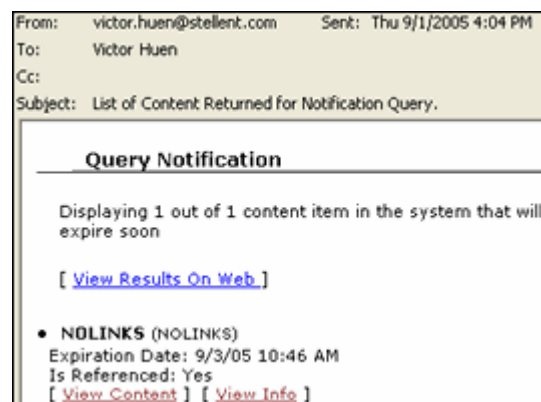 From: victor.huen@stellent.com Sent: Thu 9/1/2005 4:04 PM
To: Victor Huen
Cc:
Subject: List of Content Returned for Notification Query.
Query Notification
Displaying 1 out of 1 content item in the system that will
expire soon
[ View Results On Web ]
• NOLINKS (NOLINKS)
Expiration Date: 9/3/05 10:46 AM
Is Referenced: Yes
[ View Content ] [ View Info ]